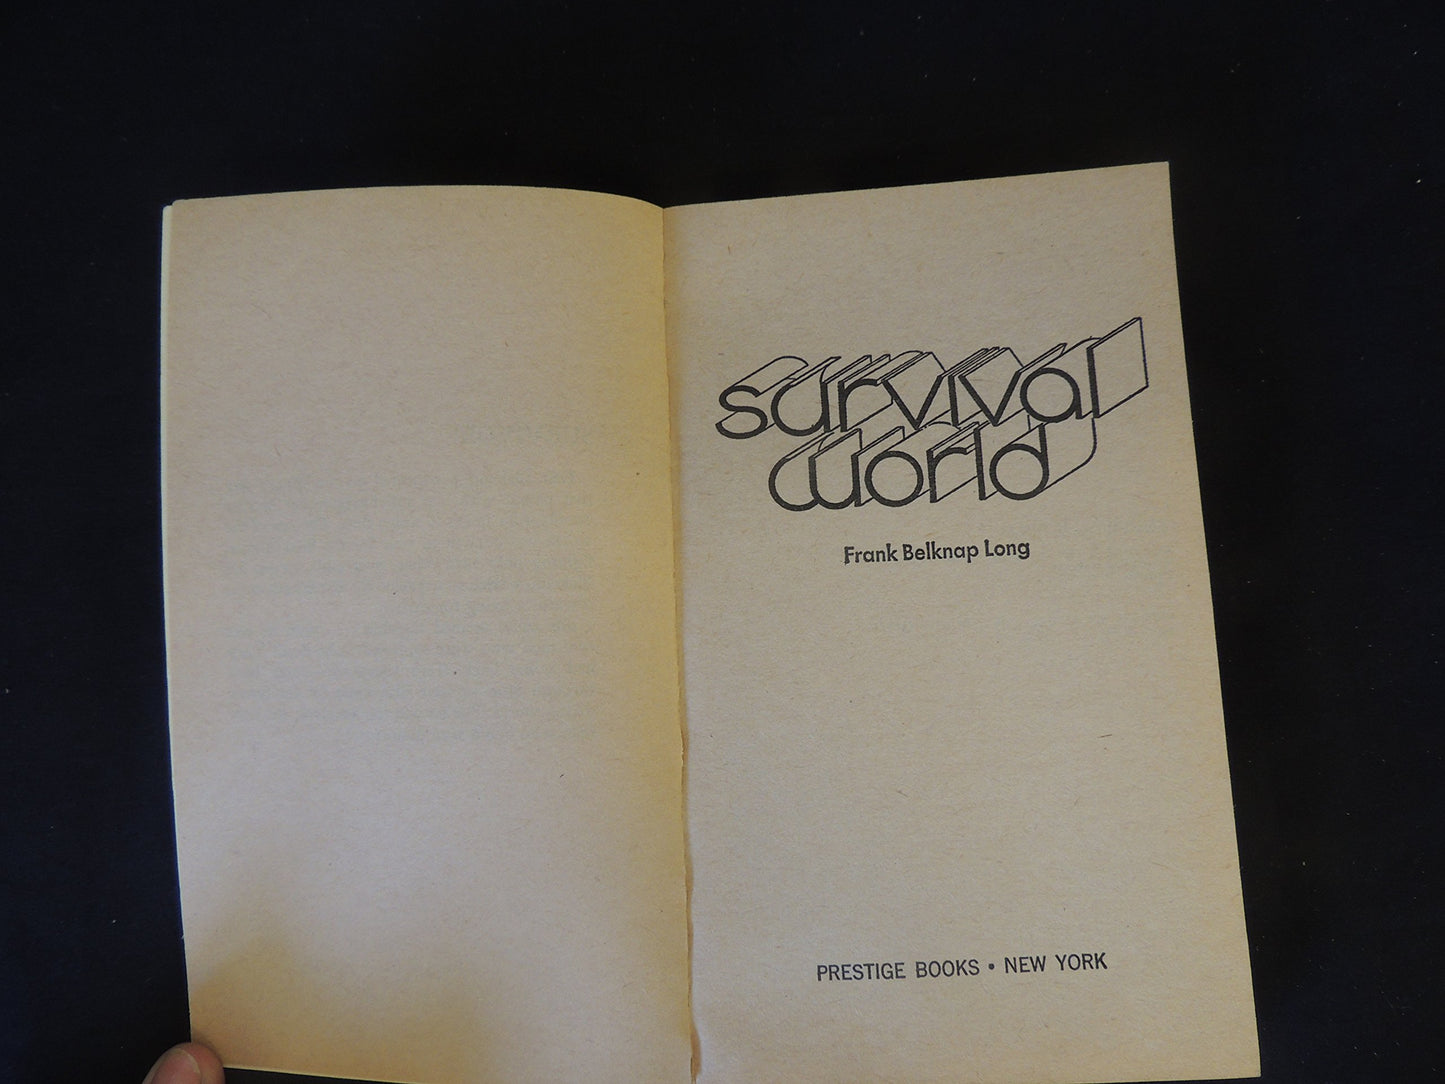 survival
world
Frank Belknap Long
PRESTIGE BOOKS • NEW YORK